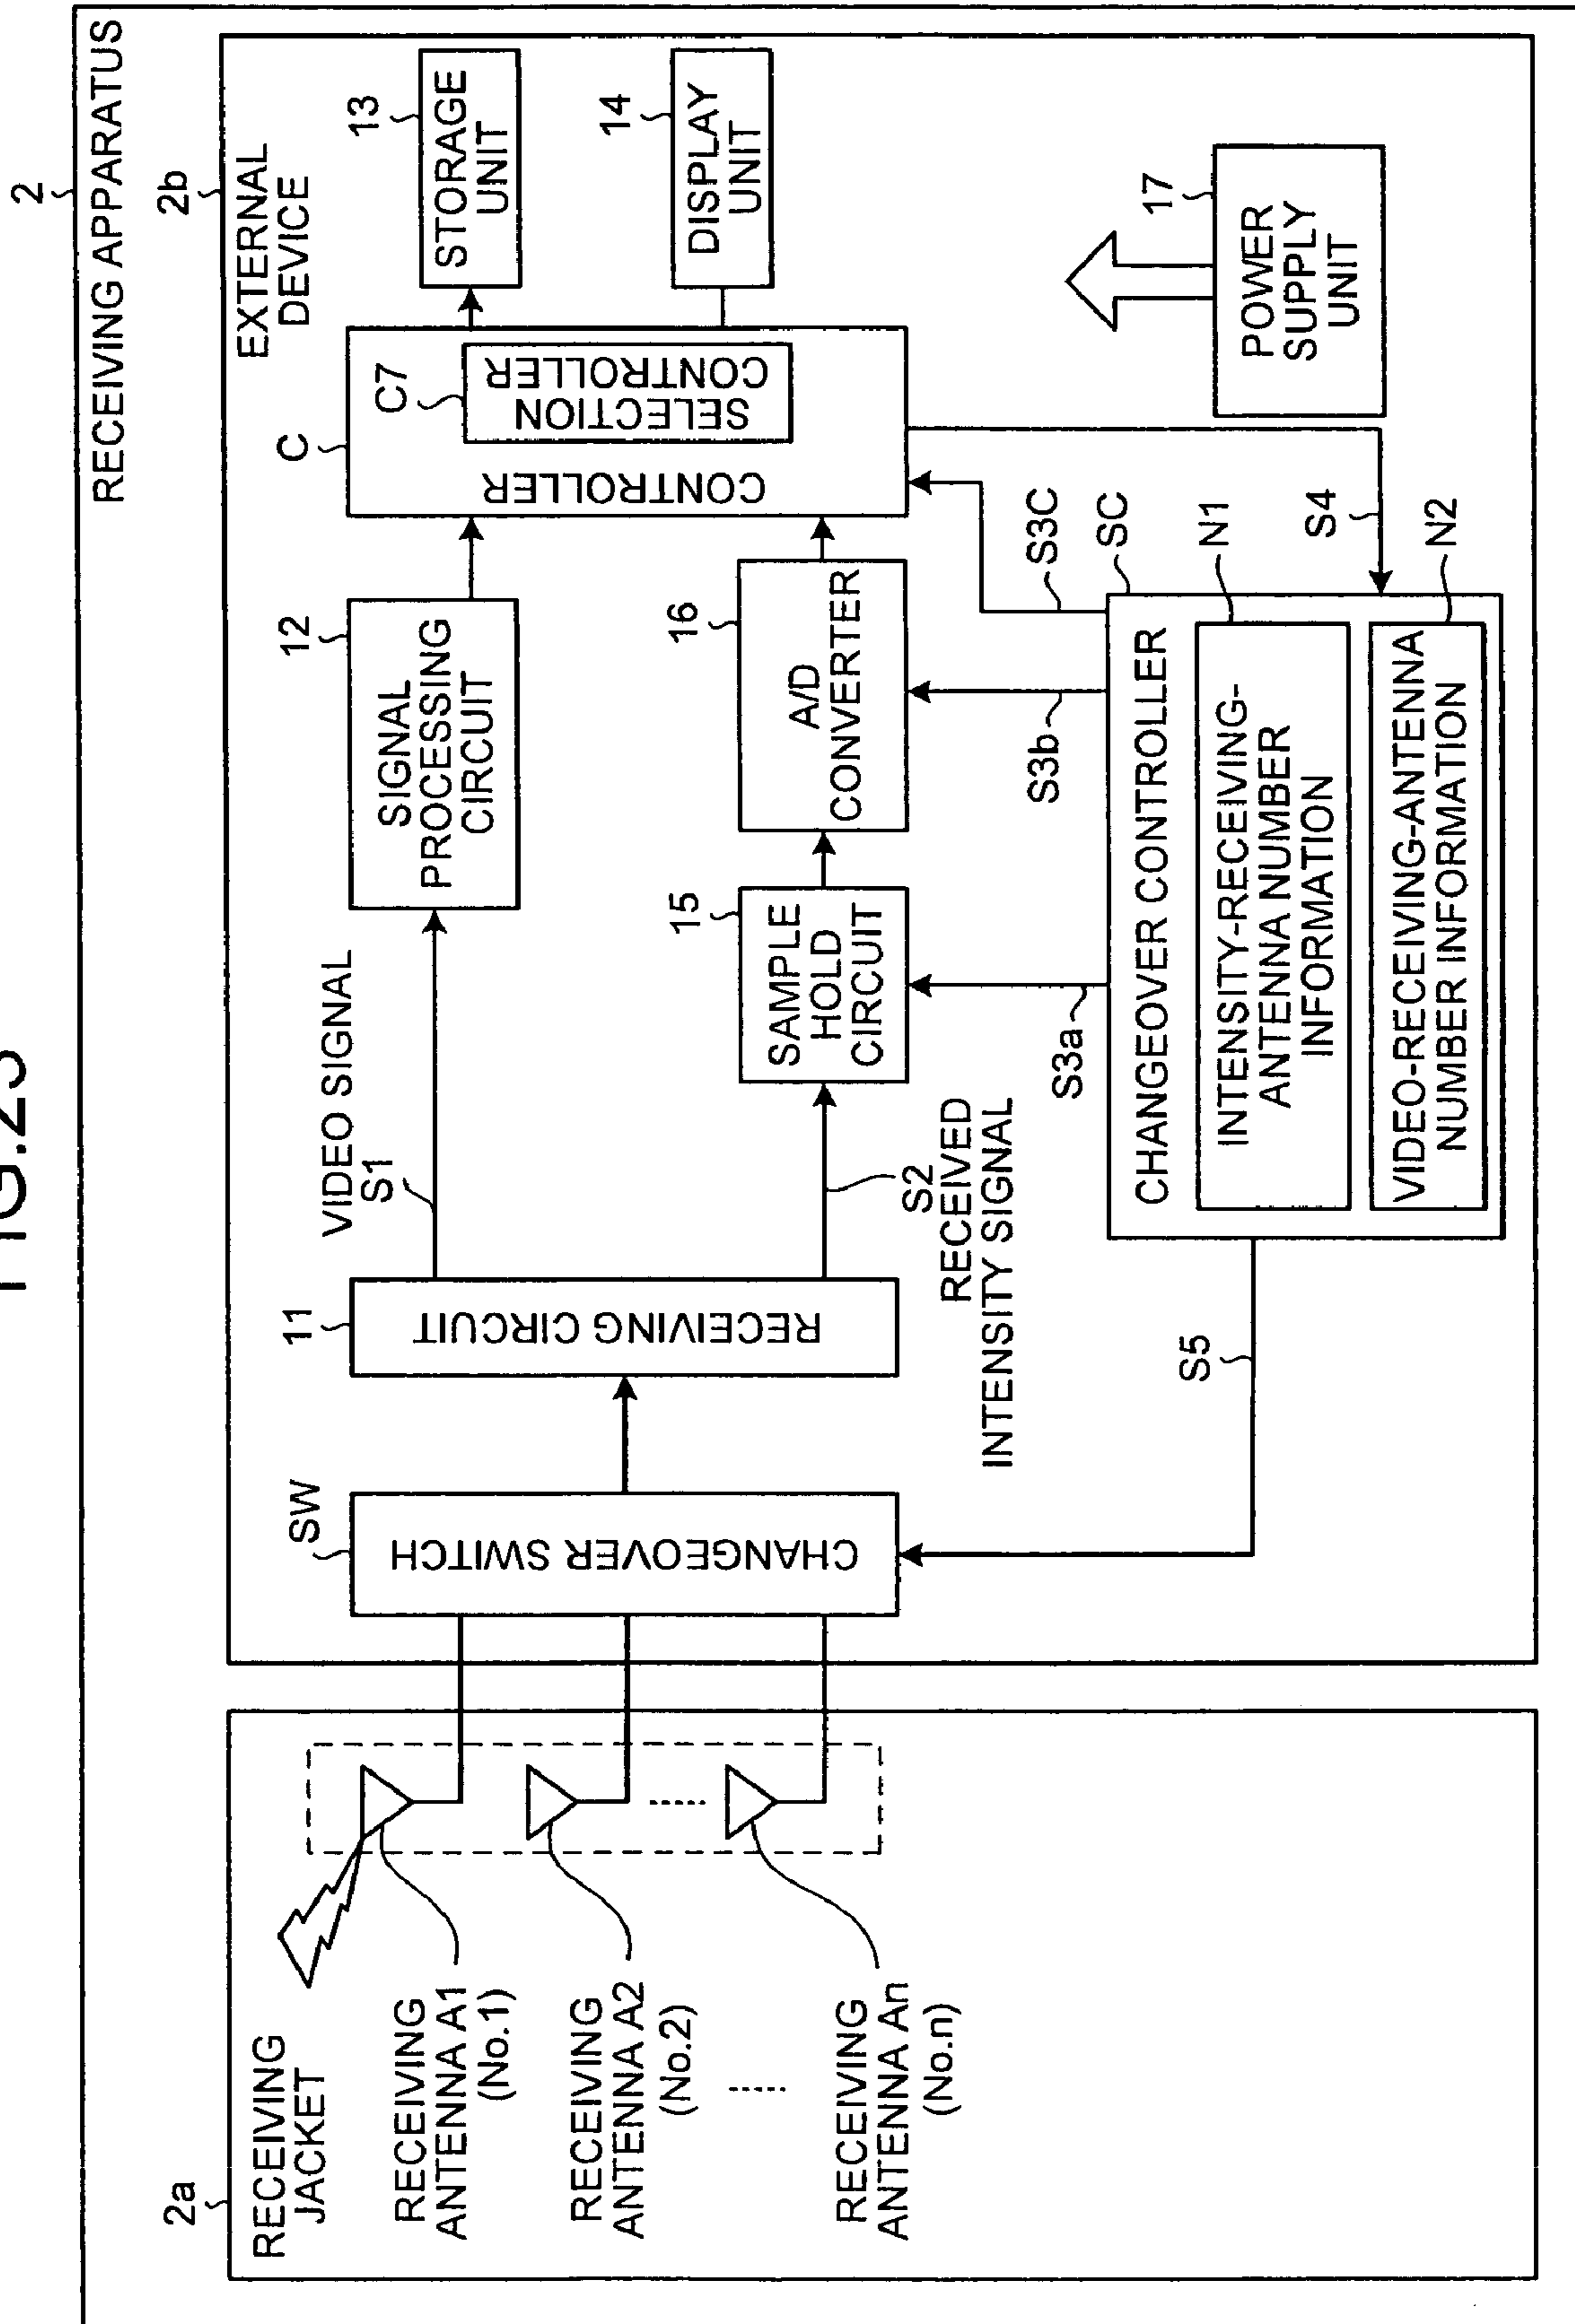 FIG.23
2
RECEIVING APPARATUS
2a
RECEIVING
JACKET
RECEIVING
ANTENNA A1
(No.1)
RECEIVING
ANTENNA A2
(No.2)
RECEIVING
ANTENNA An
(No.n)
2b
EXTERNAL
DEVICE
SW
CHANGEOVER SWITCH
11
RECEIVING CIRCUIT
VIDEO SIGNAL
S1
S2
RECEIVED
INTENSITY SIGNAL
12
SIGNAL
PROCESSING
CIRCUIT
15
SAMPLE
HOLD
CIRCUIT
16
A/D
CONVERTER
C
CONTROLLER
C7
SELECTION
CONTROLLER
13
STORAGE
UNIT
14
DISPLAY
UNIT
S3a
S3b
S3C
SC
CHANGEOVER CONTROLLER
N1
INTENSITY-RECEIVING-
ANTENNA NUMBER
INFORMATION
N2
VIDEO-RECEIVING-ANTENNA
NUMBER INFORMATION
S4
S5
17
POWER
SUPPLY
UNIT